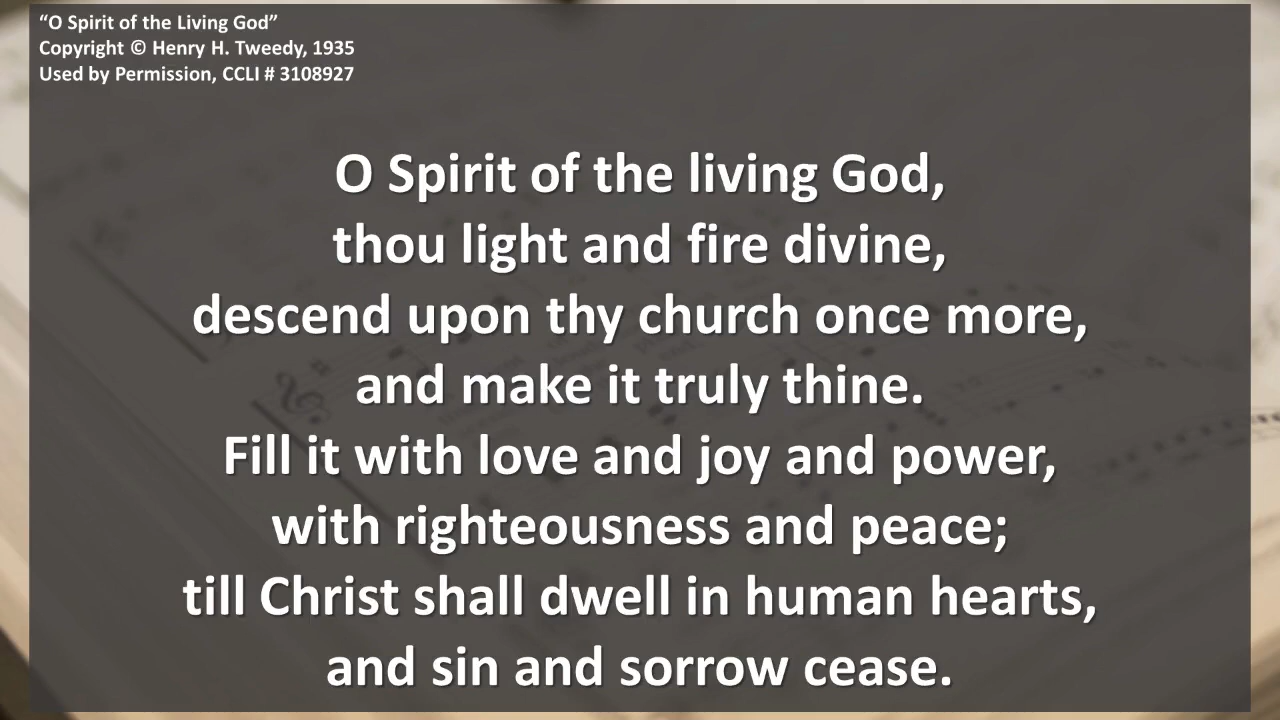 “O Spirit of the Living God”
Copyright © Henry H. Tweedy, 1935
Used by Permission, CCLI # 3108927
O Spirit of the living God,
thou light and fire divine,
descend upon thy church once more,
and make it truly thine.
Fill it with love and joy and power,
with righteousness and peace;
till Christ shall dwell in human hearts,
and sin and sorrow cease.